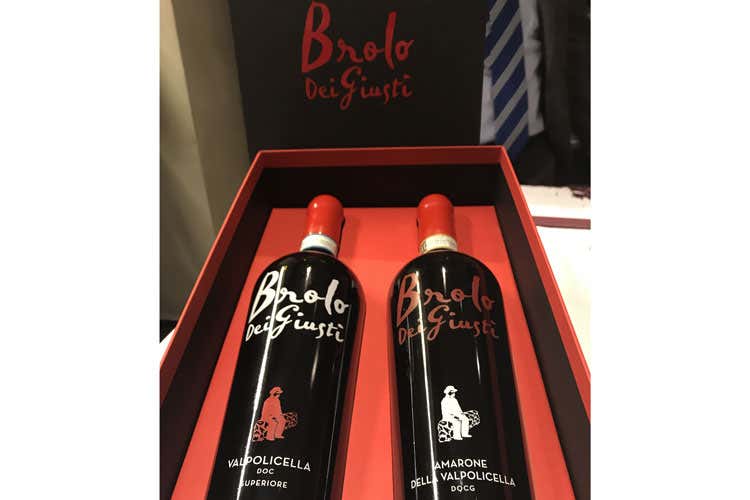 Brolo
Dei Giusti
Brolo
Dei Giusti
VALPOLICELLA
DOC
SUPERIORE
Brolo
Dei Giusti
AMARONE
DELLA VALPOLICELLA
DOCG